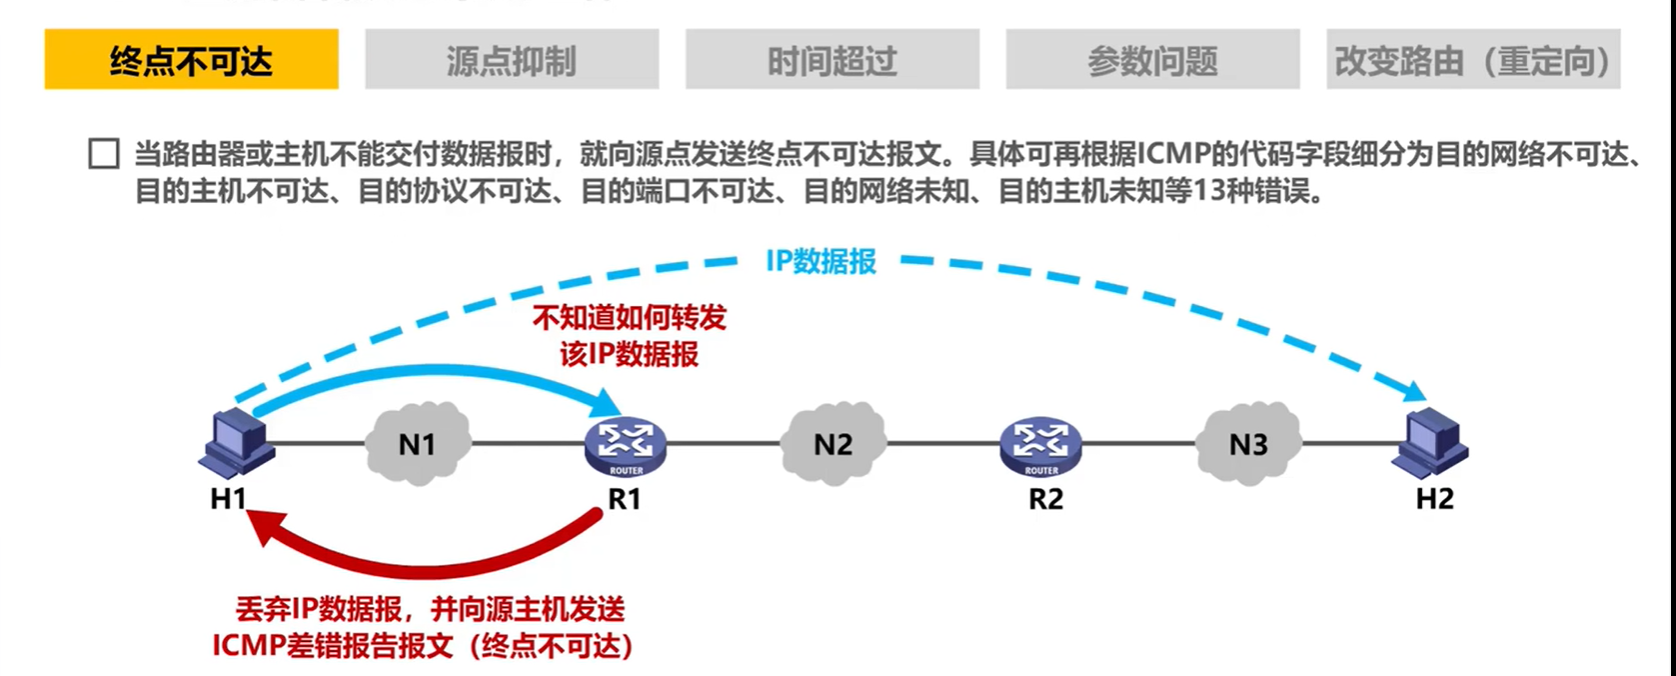 终点不可达
源点抑制
时间超过
参数问题
改变路由（重定向）
当路由器或主机不能交付数据报时，就向源点发送终点不可达报文。具体可再根据ICMP的代码字段细分为目的网络不可达、
目的主机不可达、目的协议不可达、目的端口不可达、目的网络未知、目的主机未知等13种错误。
IP数据报
不知道如何转发
该IP数据报
N1
ROUTER
N2
ROUTER
N3
H1
R1
R2
H2
丢弃IP数据报，并向源主机发送
ICMP差错报告报文（终点不可达）